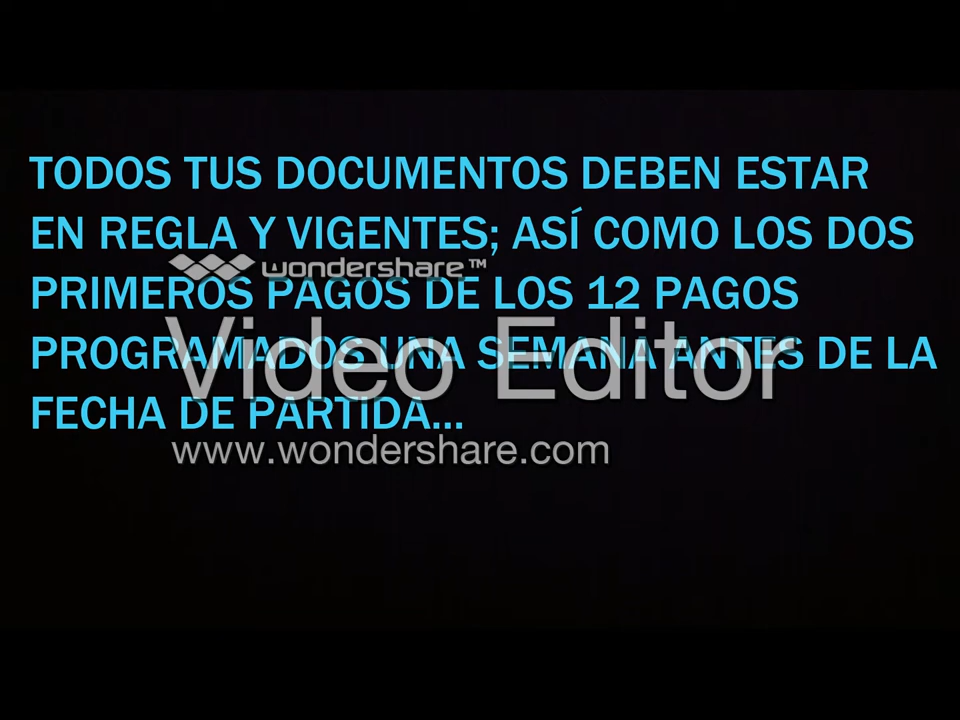 TODOS TUS DOCUMENTOS DEBEN ESTAR
EN REGLA Y VIGENTES; ASÍ COMO LOS DOS
wondershare™
PRIMEROS PAGOS DE LOS 12 PAGOS
PROGRAMADOS UNA SEMANA ANTES DE LA
Video Editor
FECHA DE PARTIDA...
www.wondershare.com